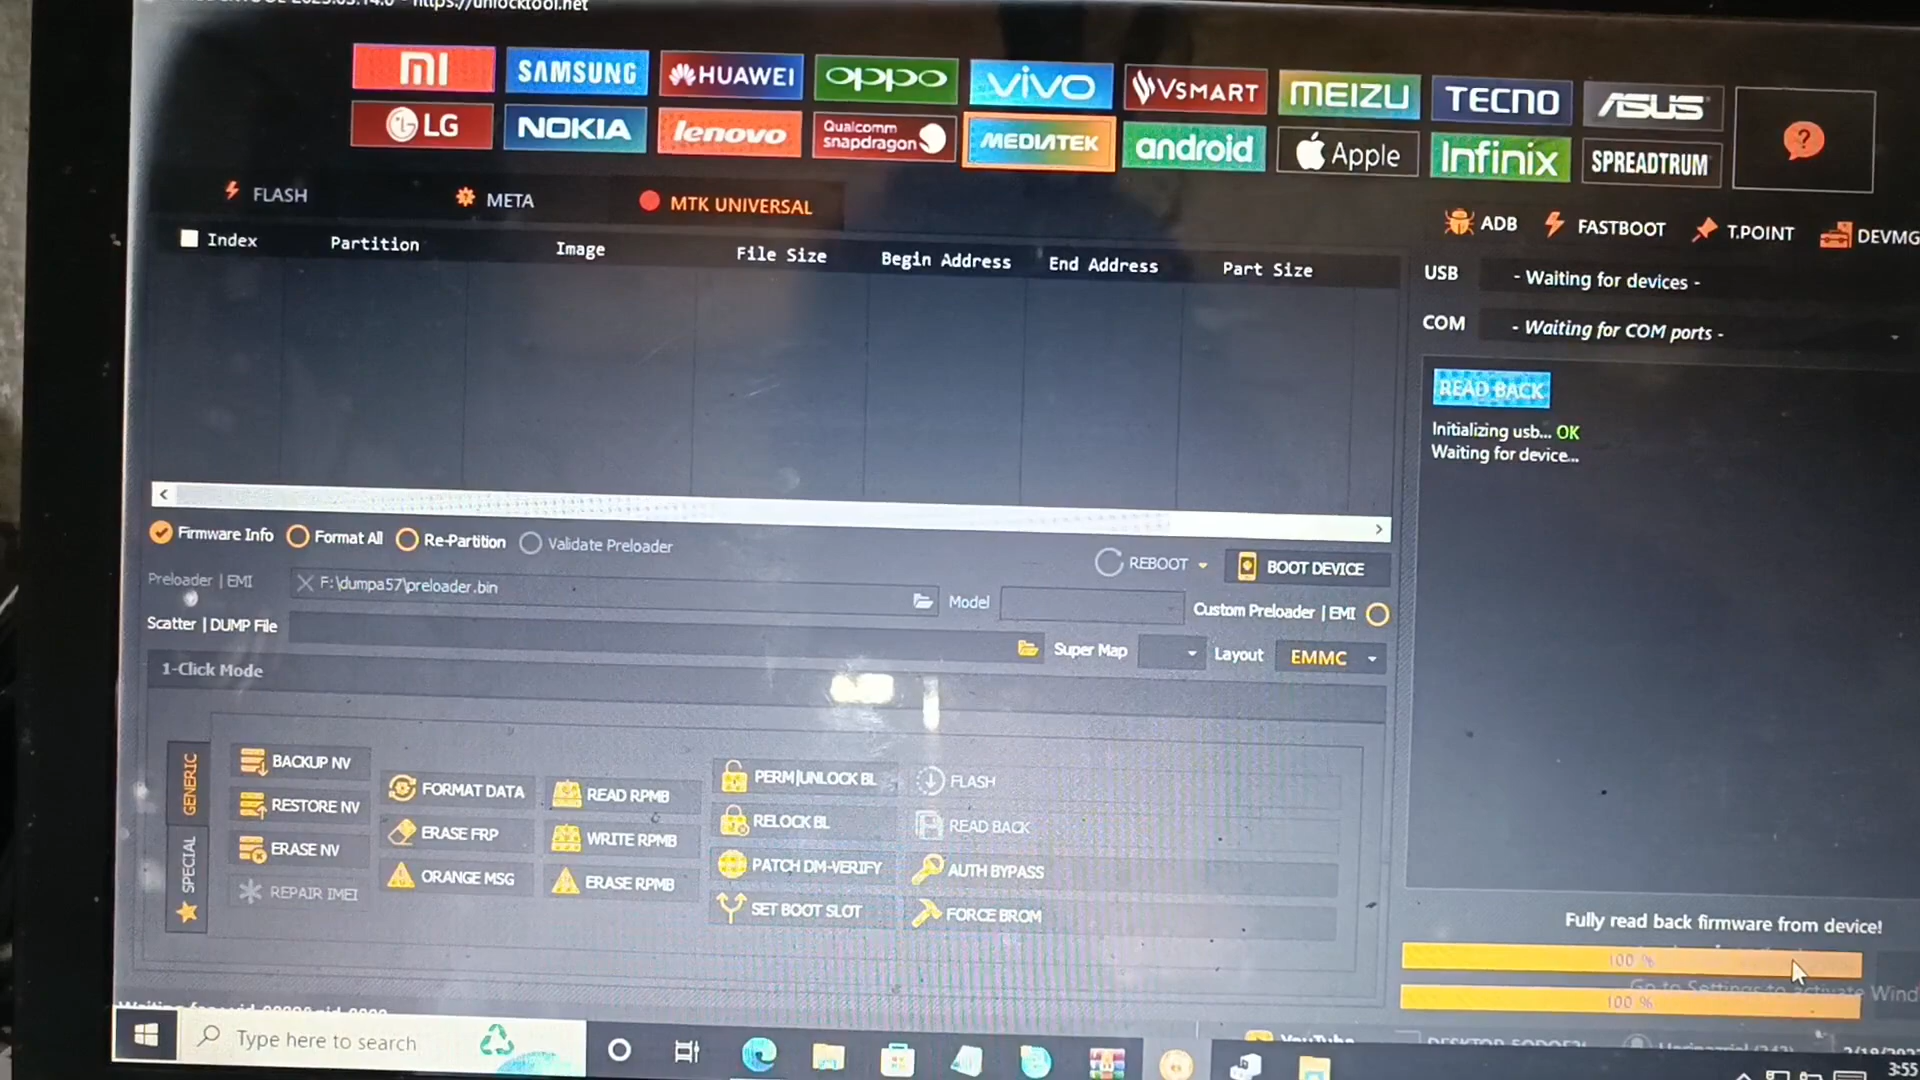 https://unlocktool.net
MI SAMSUNG HUAWEI oppo vivo VSMART MEIZU TECNO ASUS
LG NOKIA lenovo Qualcomm snapdragon MEDIATEK android Apple Infinix SPREADTRUM ?
FLASH META MTK UNIVERSAL
ADB FASTBOOT T.POINT DEVMG
Index Partition Image File Size Begin Address End Address Part Size
USB - Waiting for devices -
COM - Waiting for COM ports -
READ BACK
Initializing usb... OK
Waiting for device...
Firmware Info Format All Re-Partition Validate Preloader
REBOOT BOOT DEVICE
Preloader | EMI F:\dumpa57\preloader.bin Model Custom Preloader | EMI
Scatter | DUMP File Super Map Layout EMMC
1-Click Mode
GENERIC
SPECIAL
BACKUP NV
RESTORE NV
ERASE NV
REPAIR IMEI
FORMAT DATA
ERASE FRP
ORANGE MSG
READ RPMB
WRITE RPMB
ERASE RPMB
PERM|UNLOCK BL
RELOCK BL
PATCH DM-VERIFY
SET BOOT SLOT
FLASH
READ BACK
AUTH BYPASS
FORCE BROM
Fully read back firmware from device!
100 %
Go to Settings to activate Wind
100 %
Type here to search
YouTube
3:55